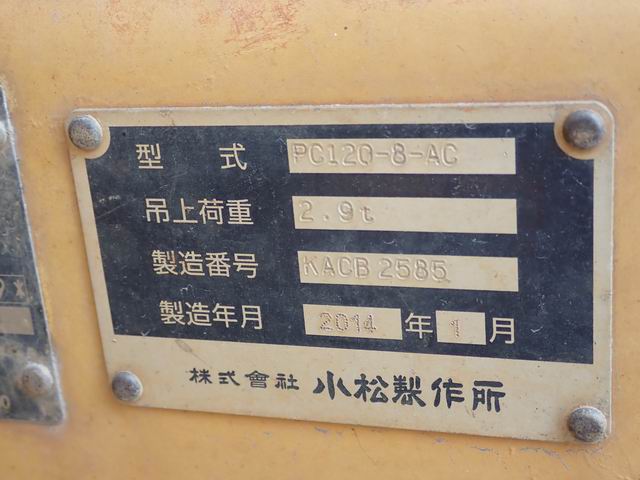 型 式 PC120-8-AC
吊上荷重 2.9t
製造番号 KACB 2585
製造年月 2014 年 1 月
株式會社 小松製作所